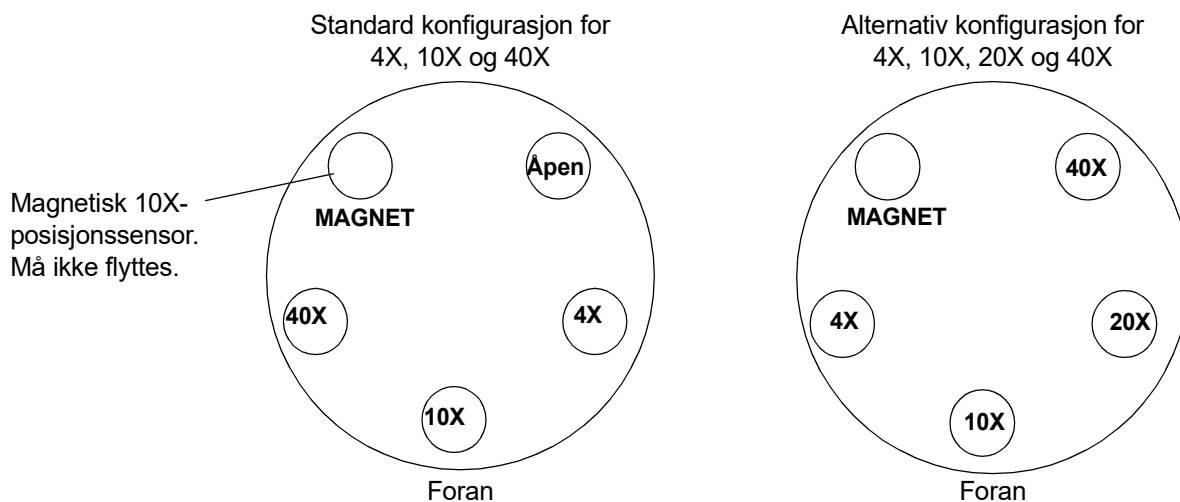 Standard konfigurasjon for
4X, 10X og 40X
Åpen
MAGNET
Magnetisk 10X-
posisjonssensor.
Må ikke flyttes.
40X
4X
10X
Foran
Alternativ konfigurasjon for
4X, 10X, 20X og 40X
40X
MAGNET
4X
20X
10X
Foran